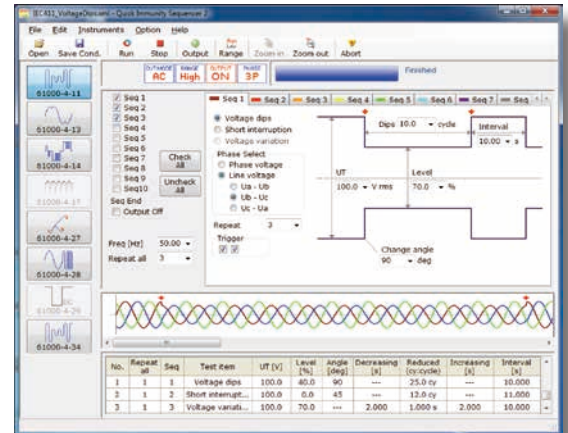 IEC411_VoltageDips.xml - Quick Immunity Sequencer 2
File Edit Instruments Option Help
Open Save Cond. Run Stop Output Range Zoom in Zoom out Abort
OUTMODE AC RANGE High OUTPUT ON PHASE 3P Finished
61000-4-11
61000-4-13
61000-4-14
61000-4-17
61000-4-27
61000-4-28
61000-4-29
61000-4-34
Seq 1
Seq 2
Seq 3
Seq 4
Seq 5
Seq 6
Seq 7
Seq 8
Seq 9
Seq10
Check All
Uncheck All
Seq End
Output Off
Freq [Hz] 50.00
Repeat all 3
Seq 1 Seq 2 Seq 3 Seq 4 Seq 5 Seq 6 Seq 7 Seq
Voltage dips
Short interruption
Voltage variation
Phase Select
Phase voltage
Line voltage
Ua - Ub
Ub - Uc
Uc - Ua
Repeat 3
Trigger
Dips 10.0 cycle
Interval
10.00 s
UT
100.0 V rms
Level
70.0 %
Change angle
90 deg
No. Repeat all Seq Test item UT [V] Level [%] Angle [deg] Decreasing [s] Reduced [cy:cycle] Increasing [s] Interval [s]
1 1 1 Voltage dips 100.0 40.0 90 --- 25.0 cy --- 10.000
2 1 2 Short interrupt... 100.0 0.0 45 --- 12.0 cy --- 11.000
3 1 3 Voltage variati... 100.0 70.0 --- 2.000 1.000 s 2.000 10.000